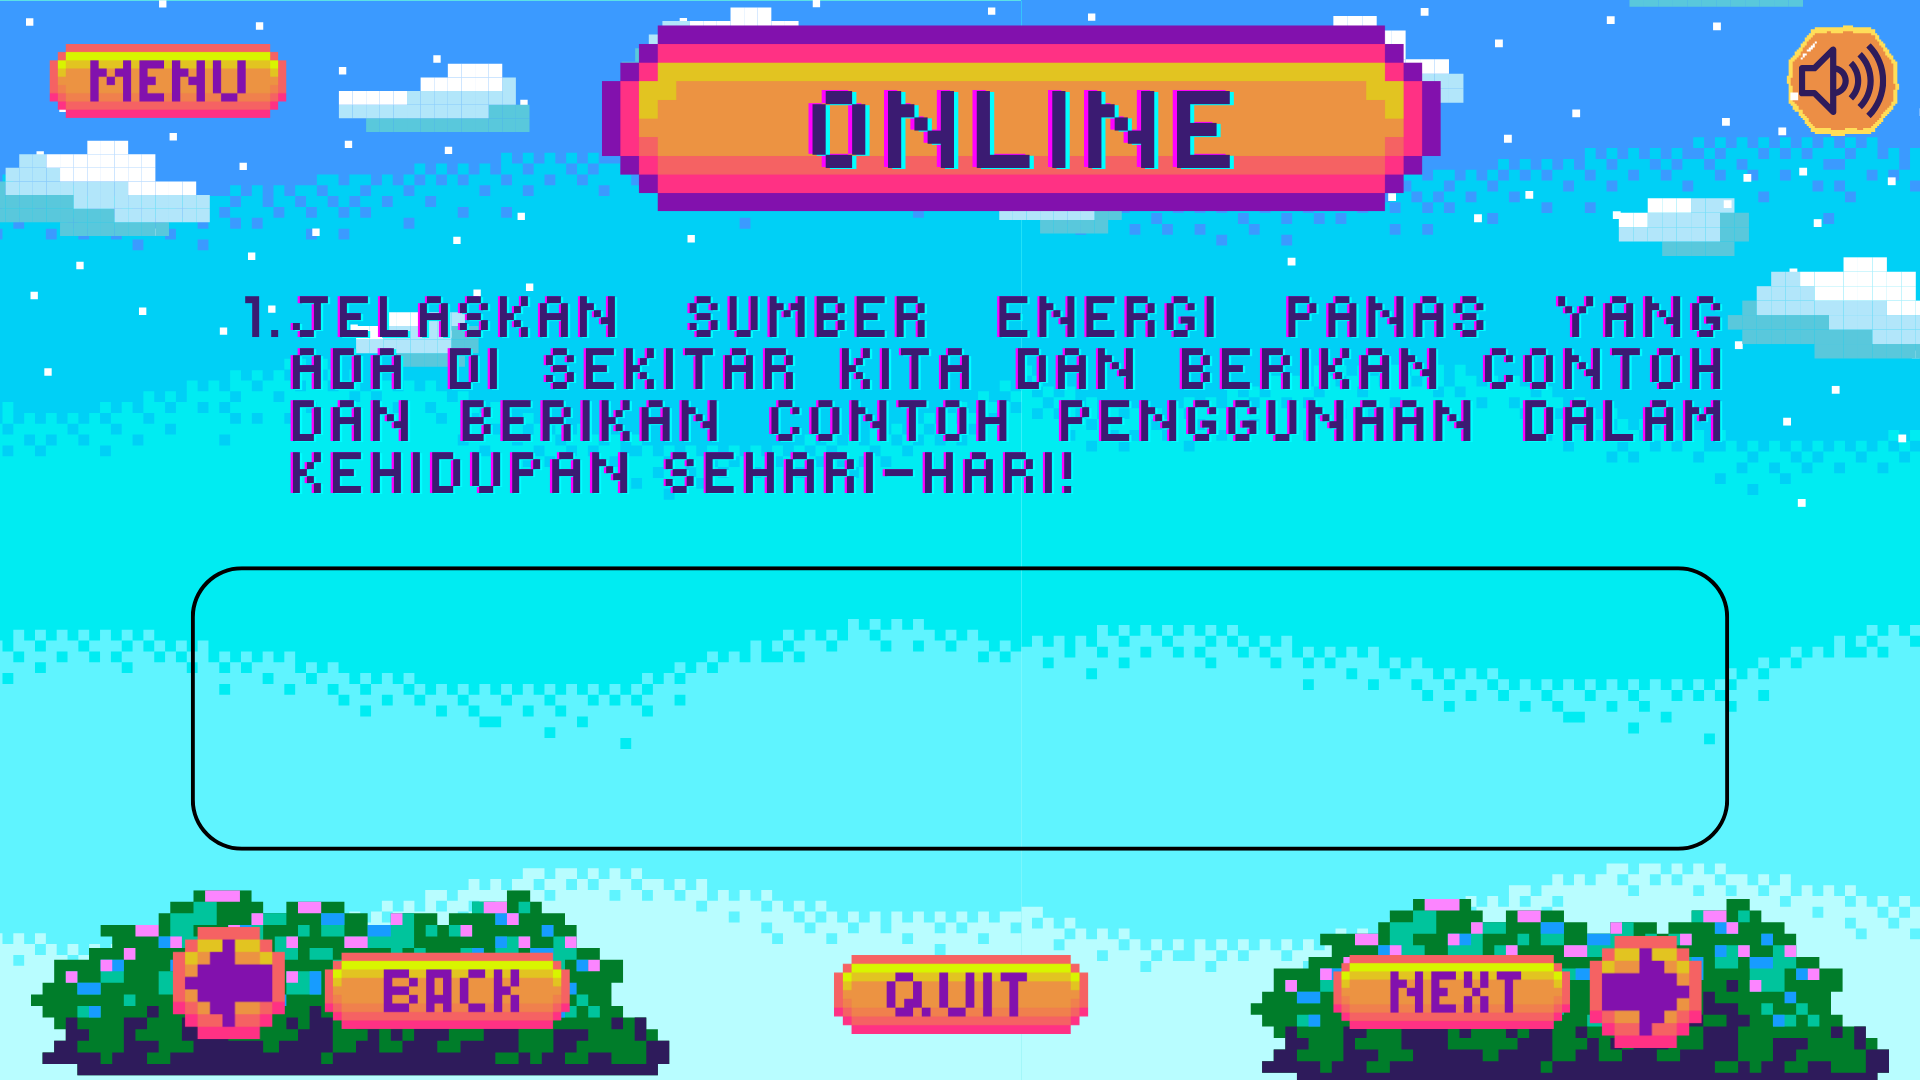 MENU
ONLINE
1. JELASKAN SUMBER ENERGI PANAS YANG
ADA DI SEKITAR KITA DAN BERIKAN CONTOH
DAN BERIKAN CONTOH PENGGUNAAN DALAM
KEHIDUPAN SEHARI-HARI!
BACK
QUIT
NEXT